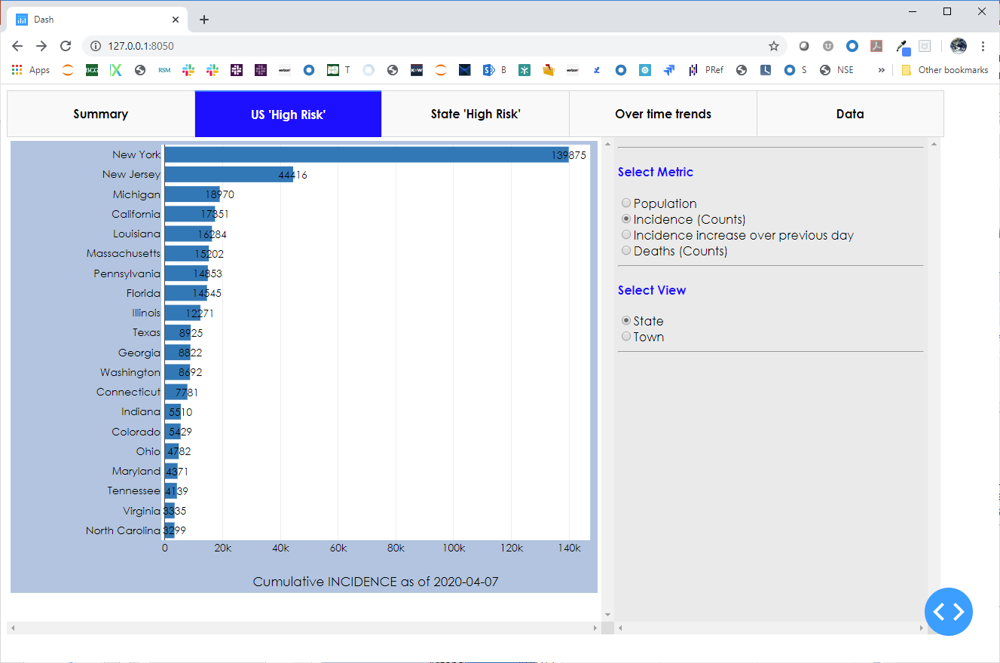 Dash
127.0.0.1:8050
Apps BCG RSM verizon T K W S B verizon PRef S NSE » Other bookmarks
Summary US 'High Risk' State 'High Risk' Over time trends Data
New York 139875
New Jersey 44416
Michigan 18970
California 17351
Louisiana 16284
Massachusetts 15202
Pennsylvania 14853
Florida 14545
Illinois 12271
Texas 8925
Georgia 8822
Washington 8692
Connecticut 7781
Indiana 5510
Colorado 5429
Ohio 4782
Maryland 4371
Tennessee 4139
Virginia 3335
North Carolina 3299
0 20k 40k 60k 80k 100k 120k 140k
Cumulative INCIDENCE as of 2020-04-07
Select Metric
Population
Incidence (Counts)
Incidence increase over previous day
Deaths (Counts)
Select View
State
Town